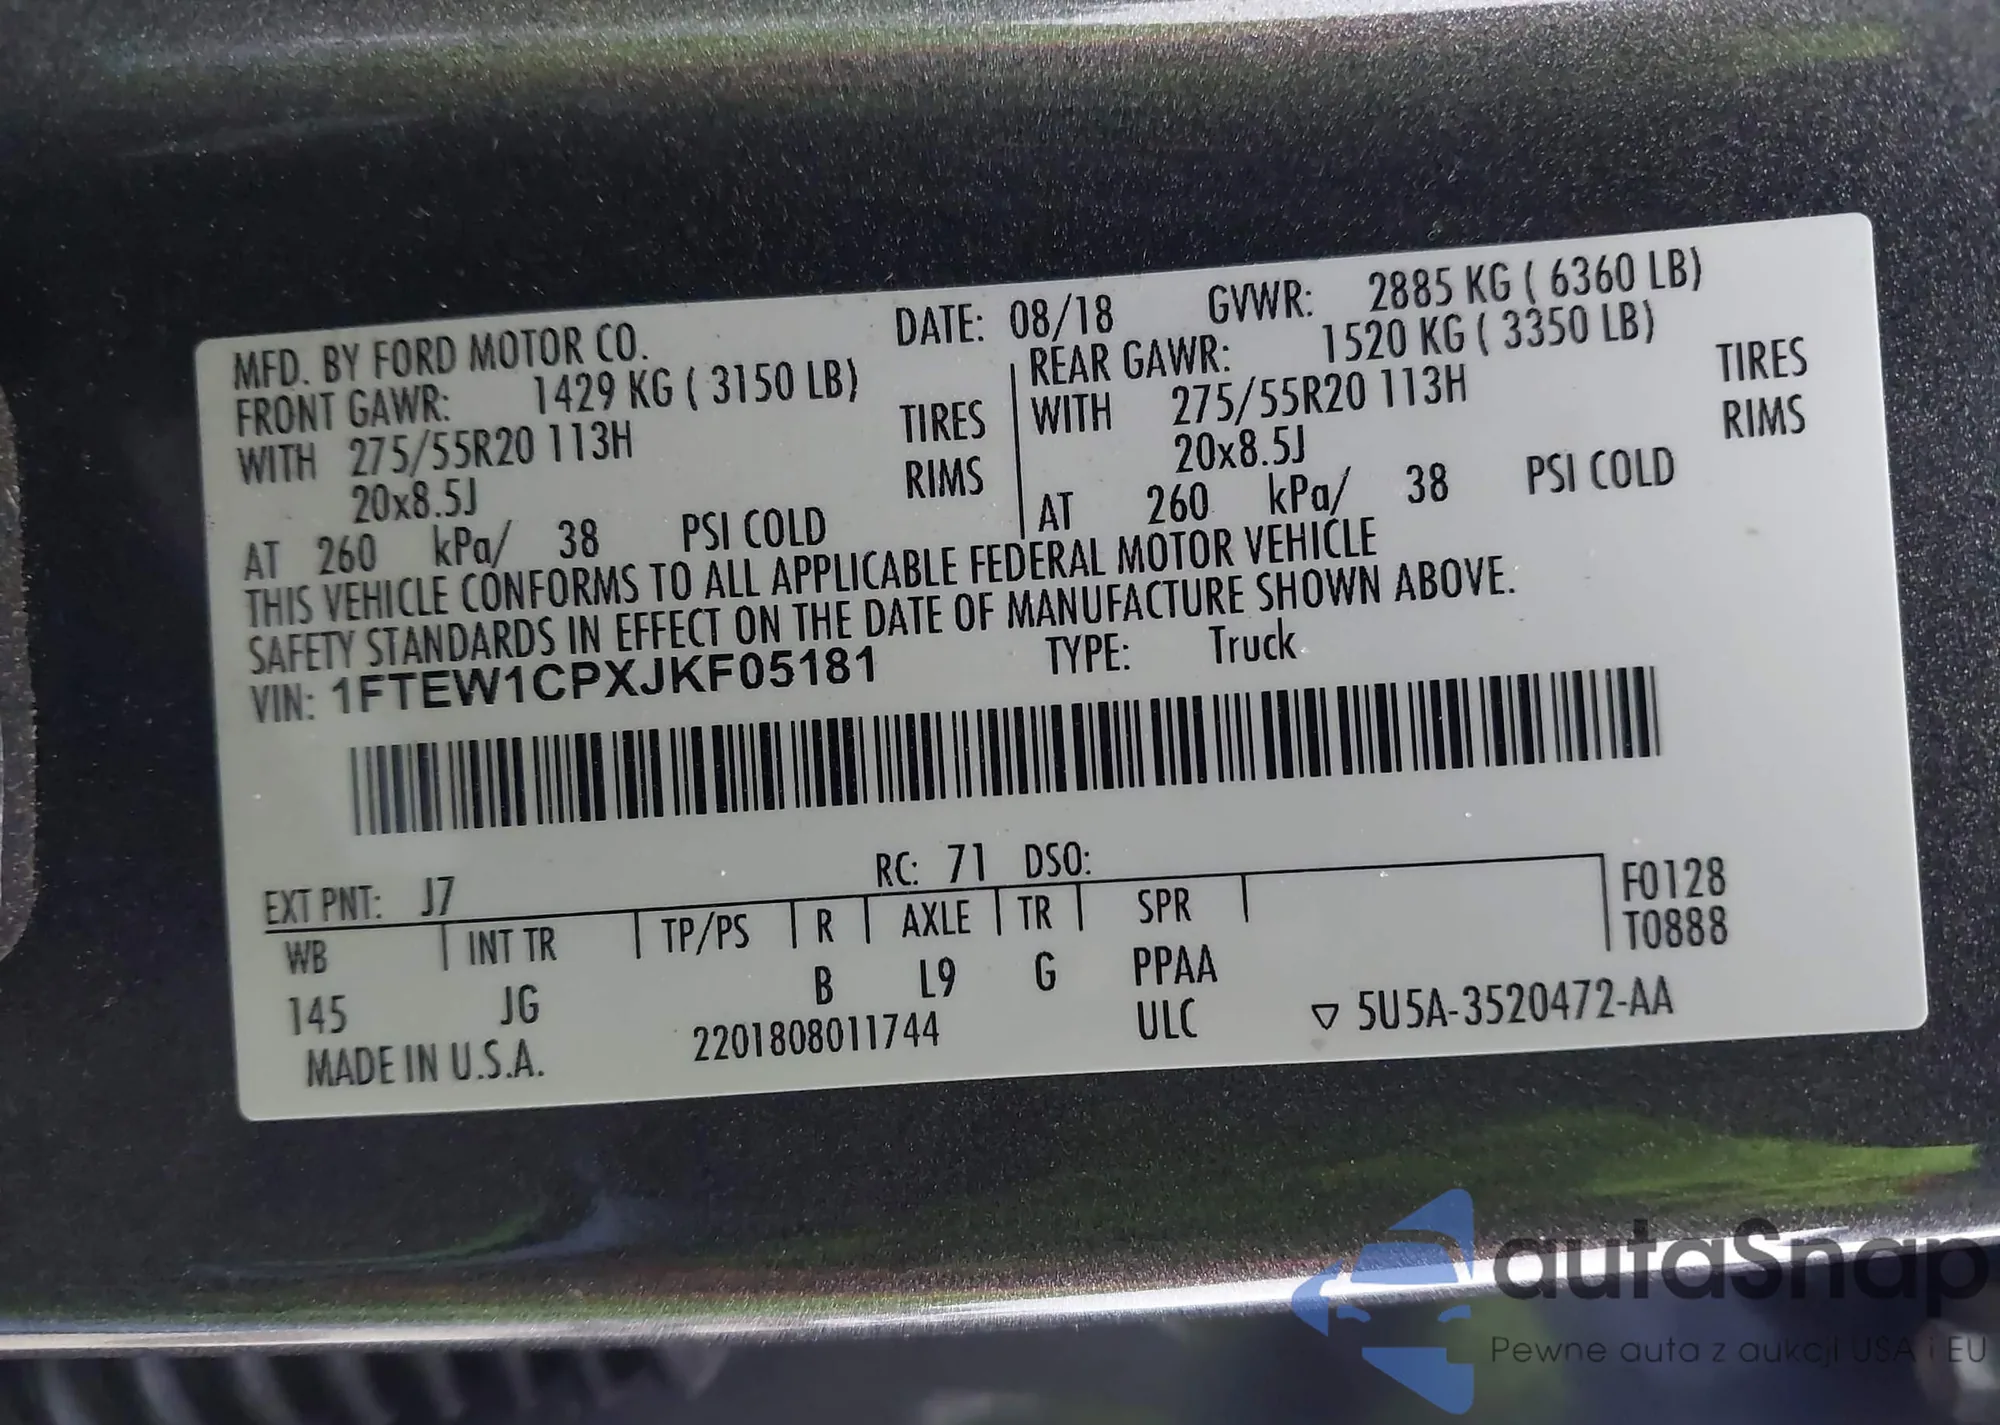 MFD. BY FORD MOTOR CO. DATE: 08/18 GVWR: 2885 KG ( 6360 LB)
FRONT GAWR: 1429 KG ( 3150 LB) REAR GAWR: 1520 KG ( 3350 LB)
WITH 275/55R20 113H TIRES WITH 275/55R20 113H TIRES
20x8.5J RIMS 20x8.5J RIMS
AT 260 kPa/ 38 PSI COLD AT 260 kPa/ 38 PSI COLD
THIS VEHICLE CONFORMS TO ALL APPLICABLE FEDERAL MOTOR VEHICLE
SAFETY STANDARDS IN EFFECT ON THE DATE OF MANUFACTURE SHOWN ABOVE.
VIN: 1FTEW1CPXJKF05181 TYPE: Truck
EXT PNT: J7 RC: 71 DSO: F0128
WB INT TR TP/PS R AXLE TR SPR T0888
145 JG B L9 G PPAA
MADE IN U.S.A. 2201808011744 ULC ▽ 5U5A-3520472-AA
autaSnap
Pewne auta z aukcji USA i EU